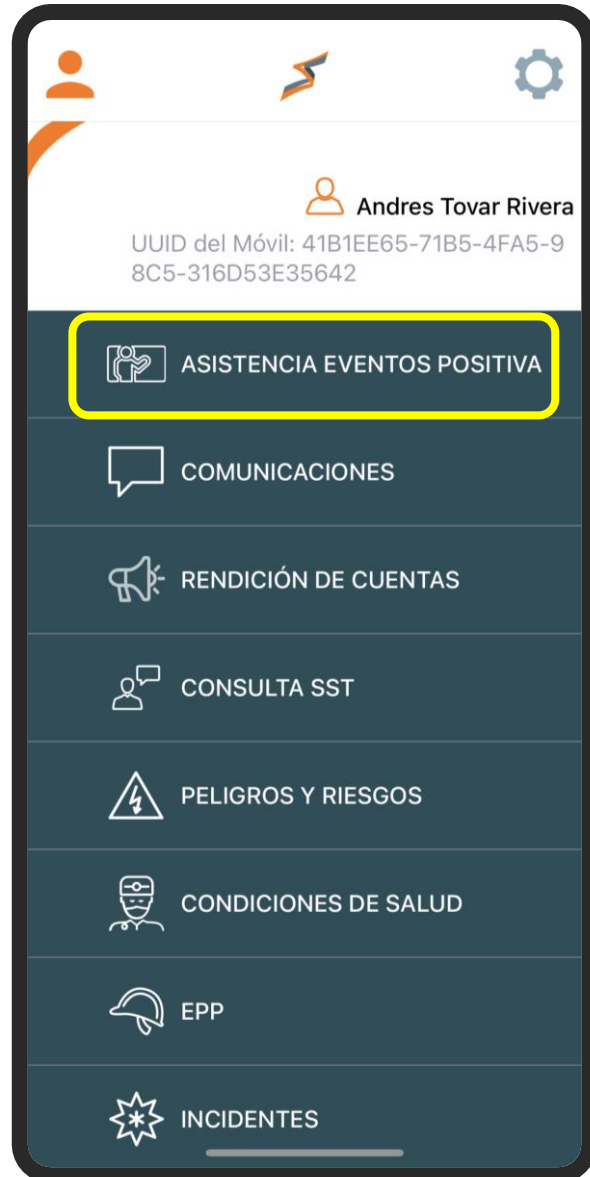 Andres Tovar Rivera
UUID del Móvil: 41B1EE65-71B5-4FA5-9
8C5-316D53E35642
ASISTENCIA EVENTOS POSITIVA
COMUNICACIONES
RENDICIÓN DE CUENTAS
CONSULTA SST
PELIGROS Y RIESGOS
CONDICIONES DE SALUD
EPP
INCIDENTES